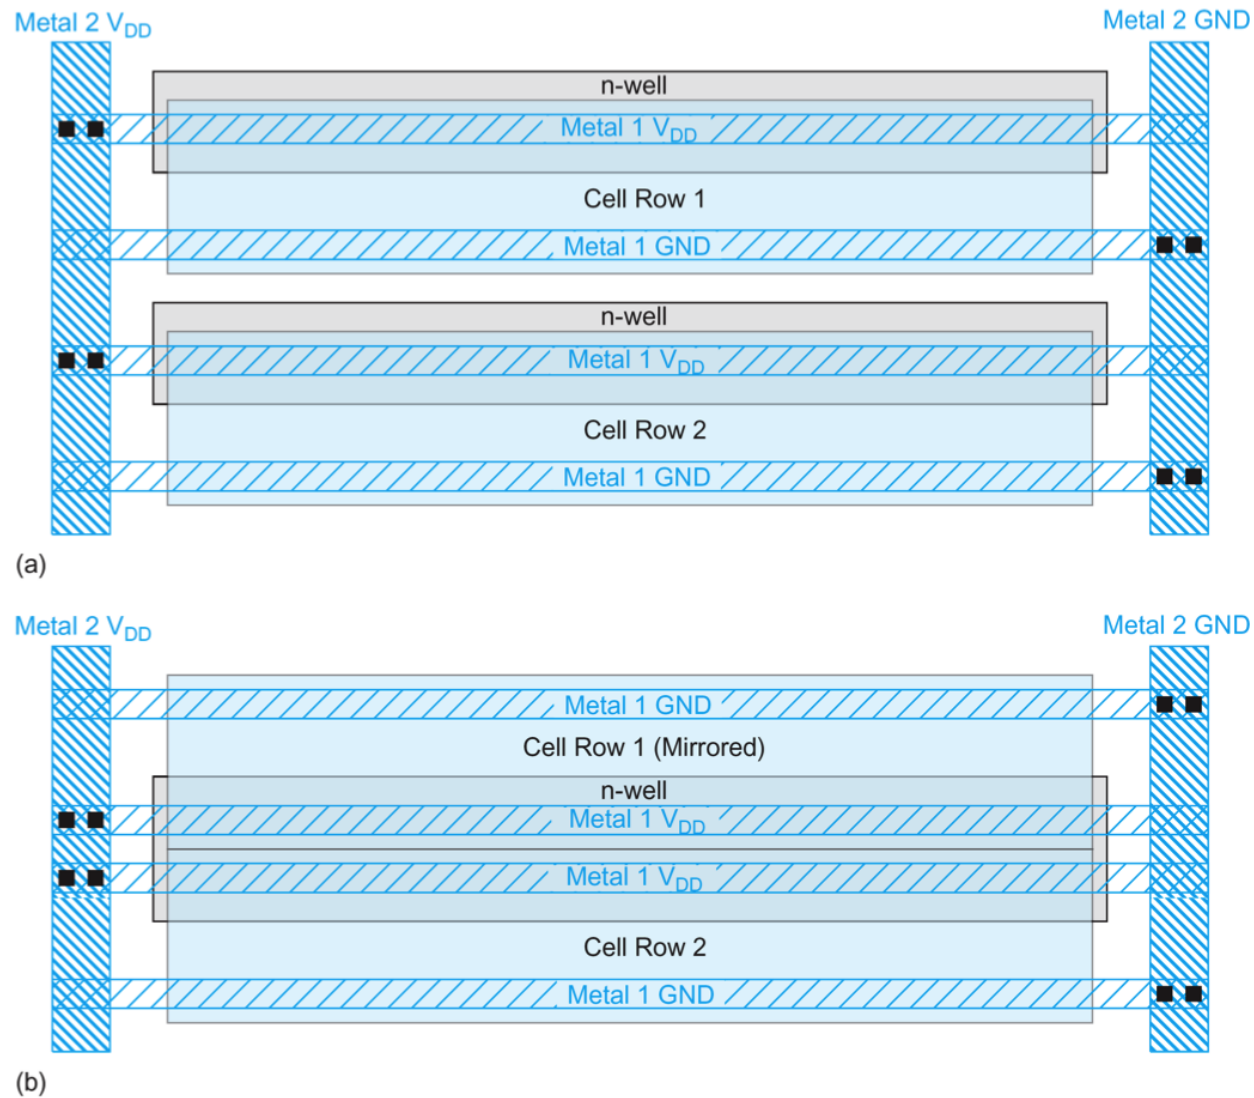 Metal 2 VDD
Metal 2 GND
n-well
Metal 1 VDD
Cell Row 1
Metal 1 GND
n-well
Metal 1 VDD
Cell Row 2
Metal 1 GND
(a)
Metal 2 VDD
Metal 2 GND
Metal 1 GND
Cell Row 1 (Mirrored)
n-well
Metal 1 VDD
Metal 1 VDD
Cell Row 2
Metal 1 GND
(b)